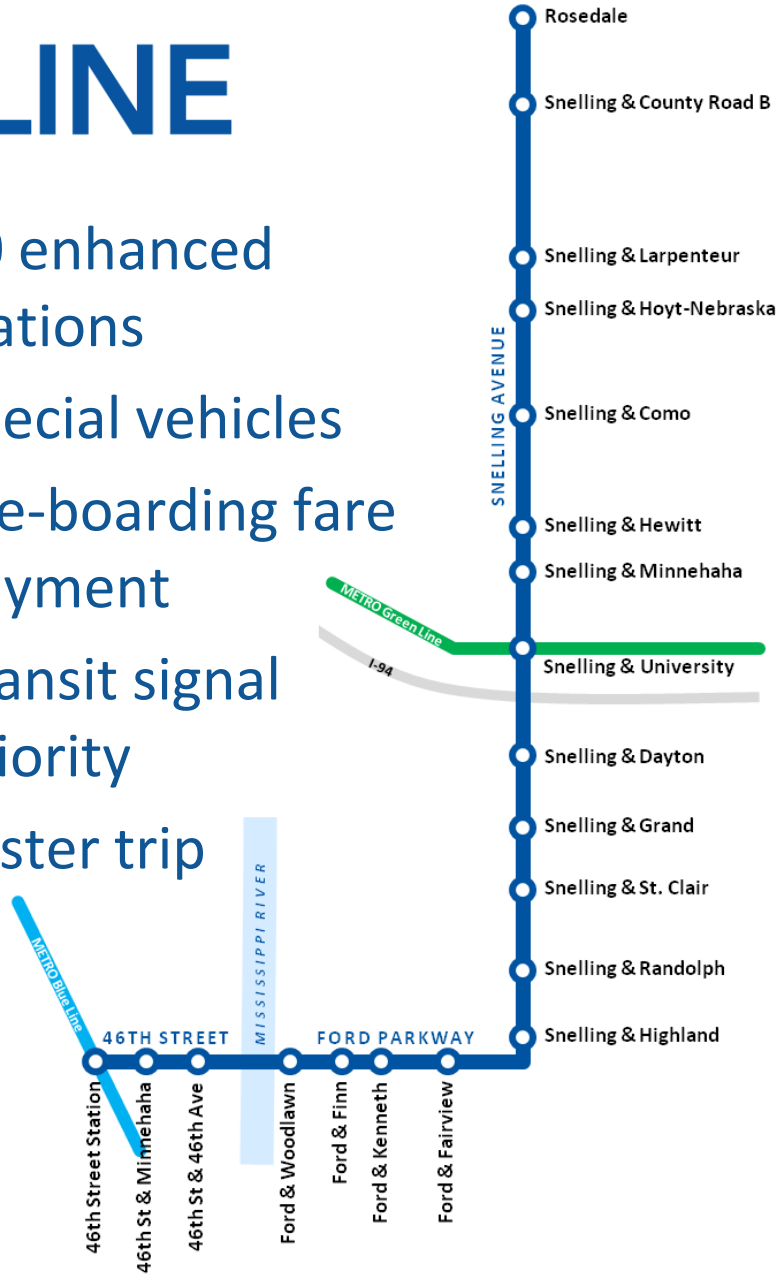 LINE
enhanced
ations
ecial vehicles
e-boarding fare
yment
ansit signal
iority
ster trip
Rosedale
Snelling & County Road B
Snelling & Larpenteur
Snelling & Hoyt-Nebraska
SNELLING AVENUE
Snelling & Como
Snelling & Hewitt
Snelling & Minnehaha
METRO Green Line
I-94
Snelling & University
Snelling & Dayton
Snelling & Grand
Snelling & St. Clair
Snelling & Randolph
Snelling & Highland
METRO Blue Line
MISSISSIPPI RIVER
46TH STREET
FORD PARKWAY
46th Street Station
46th St & Minnehaha
46th St & 46th Ave
Ford & Woodlawn
Ford & Finn
Ford & Kenneth
Ford & Fairview